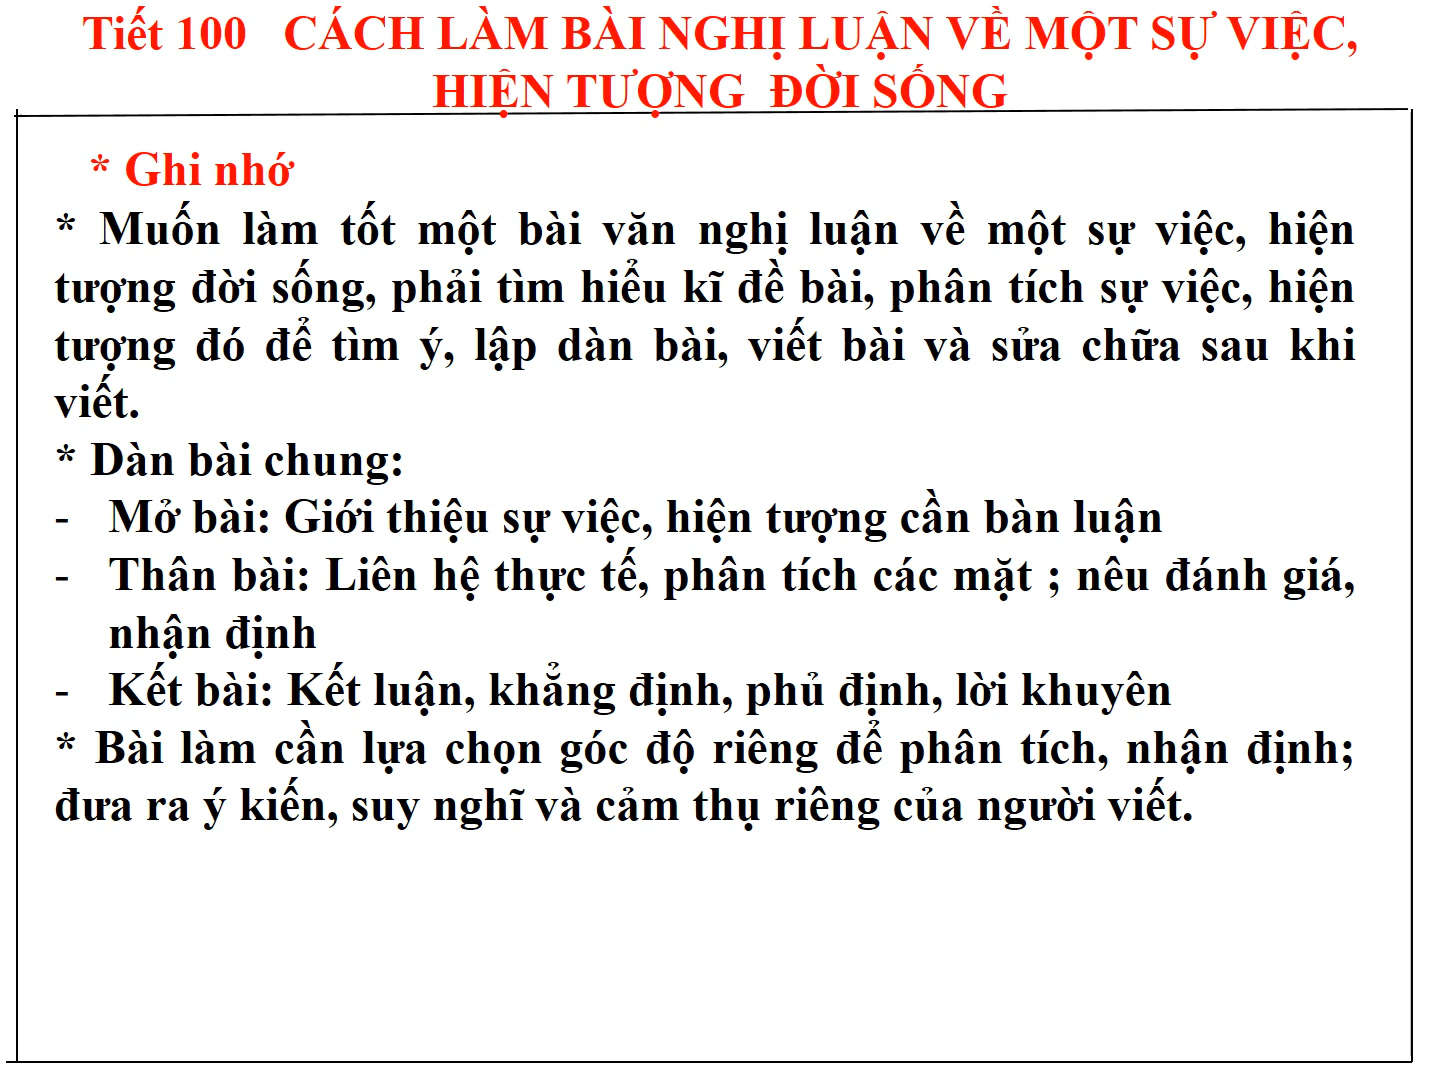 Tiết 100 CÁCH LÀM BÀI NGHỊ LUẬN VỀ MỘT SỰ VIỆC,
HIỆN TƯỢNG ĐỜI SỐNG
* Ghi nhớ
* Muốn làm tốt một bài văn nghị luận về một sự việc, hiện
tượng đời sống, phải tìm hiểu kĩ đề bài, phân tích sự việc, hiện
tượng đó để tìm ý, lập dàn bài, viết bài và sửa chữa sau khi
viết.
* Dàn bài chung:
- Mở bài: Giới thiệu sự việc, hiện tượng cần bàn luận
- Thân bài: Liên hệ thực tế, phân tích các mặt ; nêu đánh giá,
nhận định
- Kết bài: Kết luận, khẳng định, phủ định, lời khuyên
* Bài làm cần lựa chọn góc độ riêng để phân tích, nhận định;
đưa ra ý kiến, suy nghĩ và cảm thụ riêng của người viết.